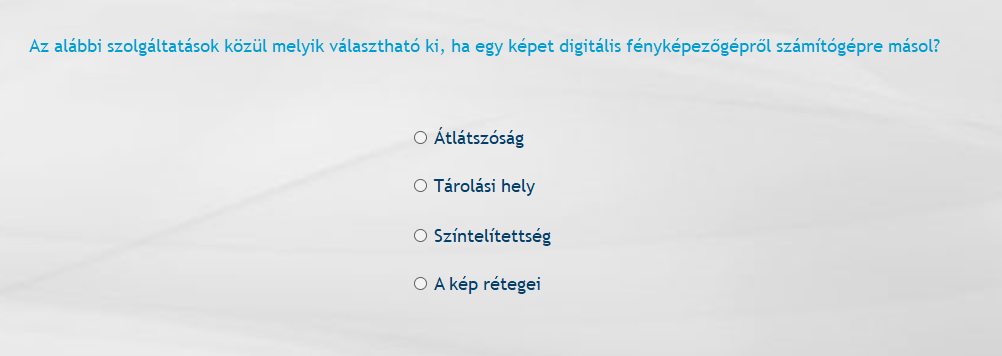 Az alábbi szolgáltatások közül melyik választható ki, ha egy képet digitális fényképezőgépről számítógépre másol?
Átlátszóság
Tárolási hely
Színtelítettség
A kép rétegei